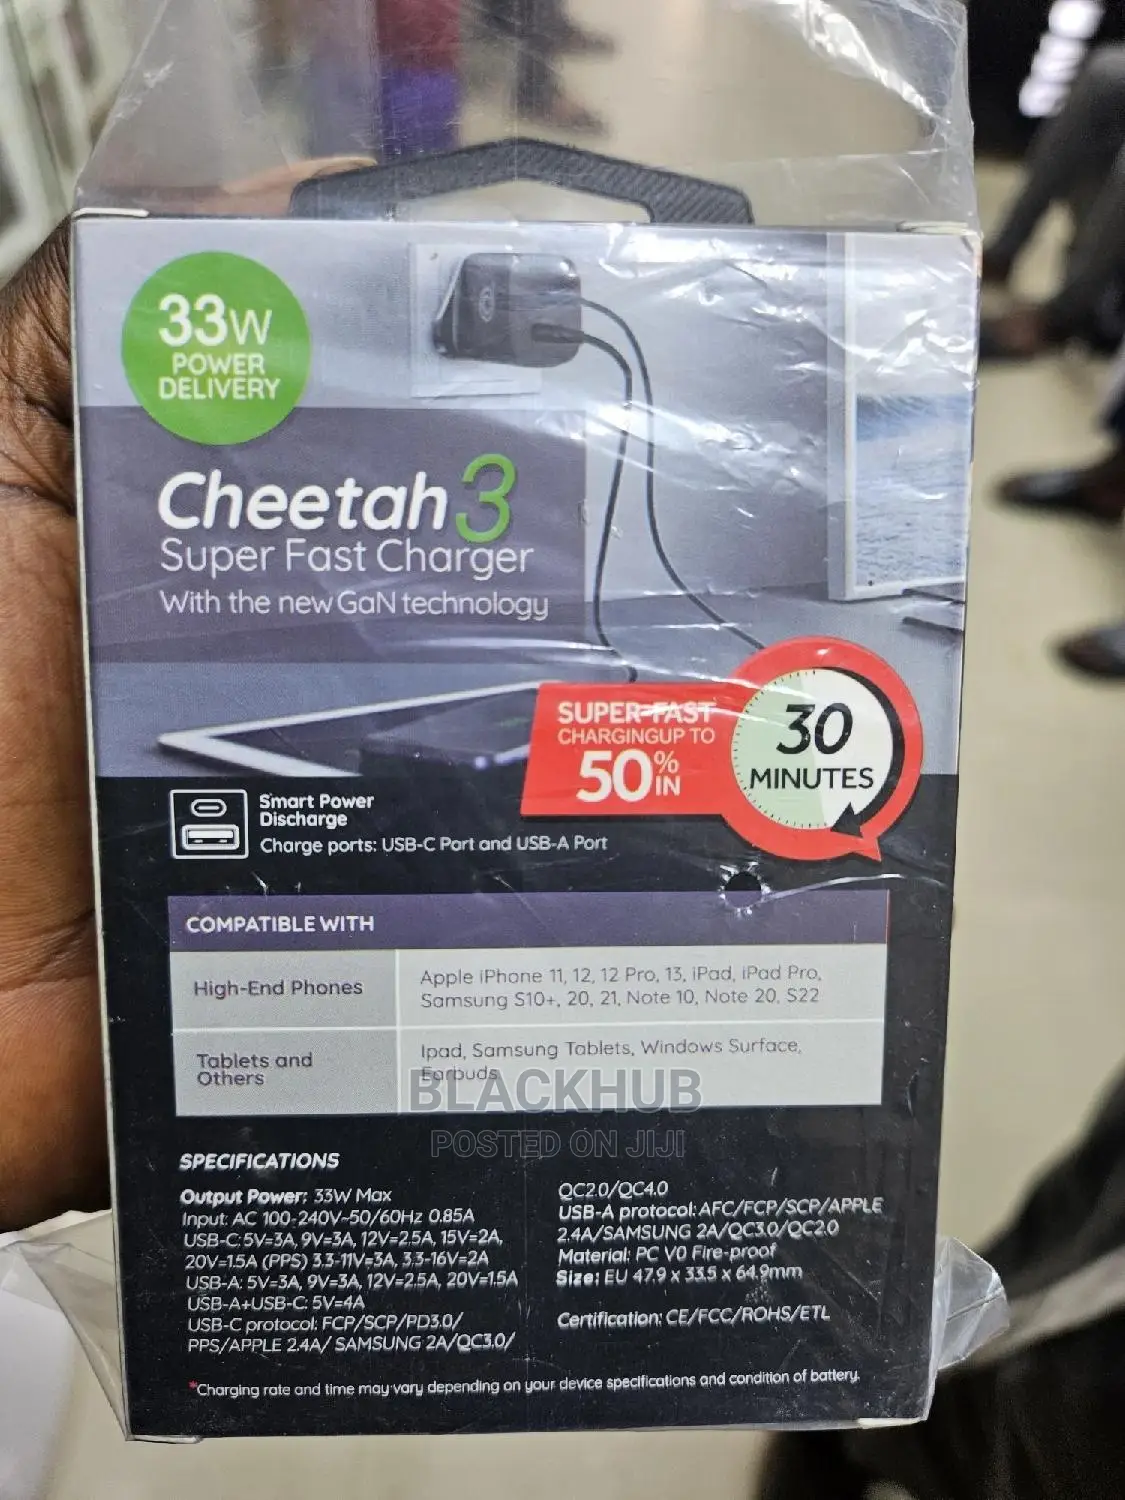 33W
POWER
DELIVERY
Cheetah 3
Super Fast Charger
With the new GaN technology
SUPER-FAST
CHARGINGUP TO
50% IN
30
MINUTES
Smart Power
Discharge
Charge ports: USB-C Port and USB-A Port
COMPATIBLE WITH
High-End Phones
Apple iPhone 11, 12, 12 Pro, 13, iPad, iPad Pro,
Samsung S10+, 20, 21, Note 10, Note 20, S22
Tablets and
Others
Ipad, Samsung Tablets, Windows Surface,
Earbuds
BLACKHUB
POSTED ON JIJI
SPECIFICATIONS
Output Power: 33W Max
Input: AC 100-240V~50/60Hz 0.85A
USB-C: 5V=3A, 9V=3A, 12V=2.5A, 15V=2A,
20V=1.5A (PPS) 3.3-11V=3A, 3.3-16V=2A
USB-A: 5V=3A, 9V=3A, 12V=2.5A, 20V=1.5A
USB-A+USB-C: 5V=4A
USB-C protocol: FCP/SCP/PD3.0/
PPS/APPLE 2.4A/ SAMSUNG 2A/QC3.0/
QC2.0/QC4.0
USB-A protocol: AFC/FCP/SCP/APPLE
2.4A/SAMSUNG 2A/QC3.0/QC2.0
Material: PC V0 Fire-proof
Size: EU 47.9 x 33.5 x 64.9mm
Certification: CE/FCC/ROHS/ETL
*Charging rate and time may vary depending on your device specifications and condition of battery.